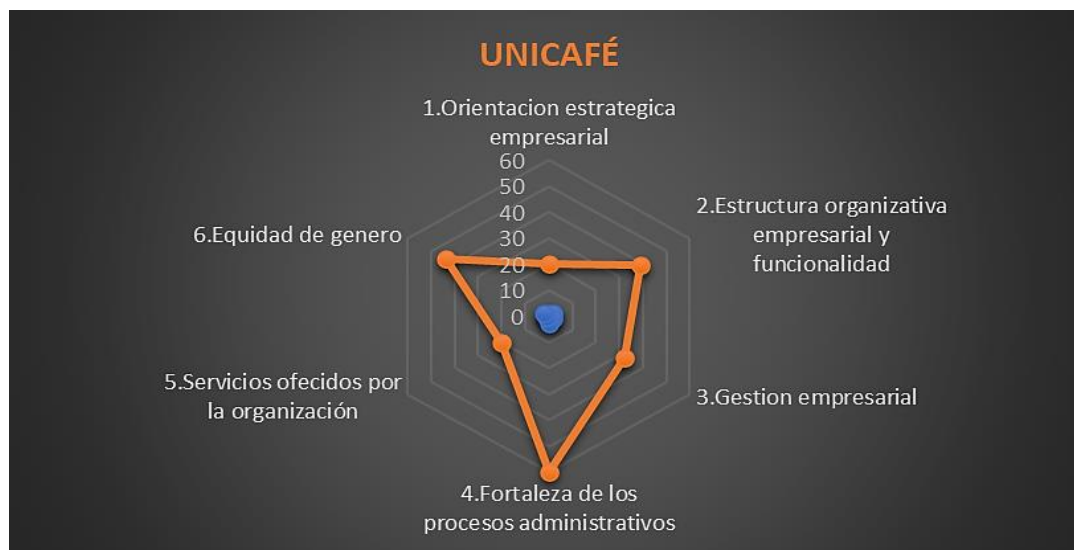 UNICAFÉ
1.Orientacion estrategica
empresarial
60
50
40
30
20
10
0
2.Estructura organizativa
empresarial y
funcionalidad
3.Gestion empresarial
4.Fortaleza de los
procesos administrativos
5.Servicios ofecidos por
la organización
6.Equidad de genero